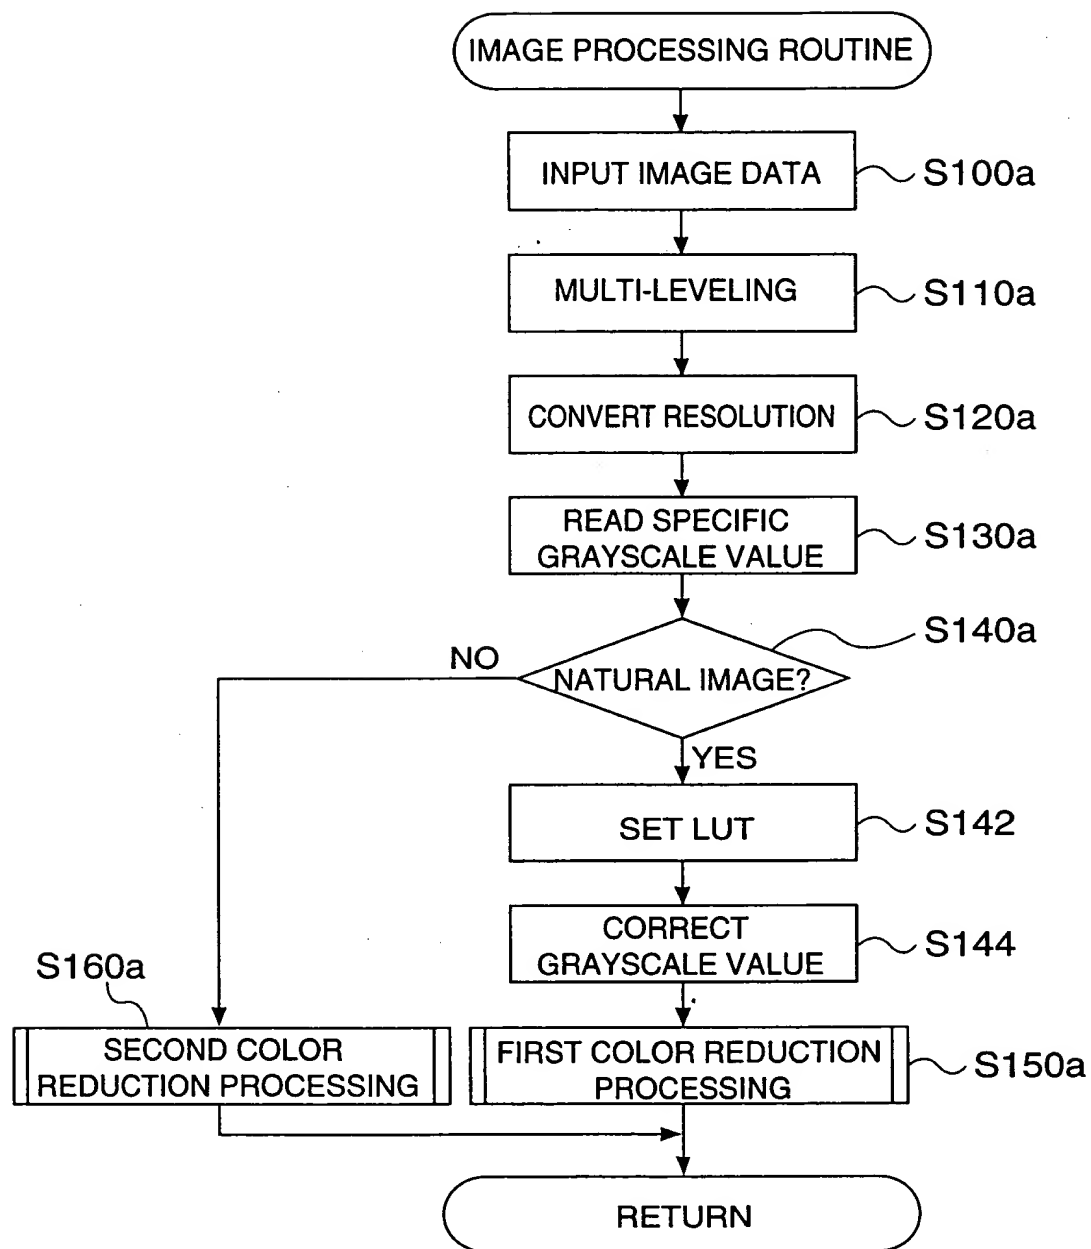 IMAGE PROCESSING ROUTINE
INPUT IMAGE DATA
S100a
MULTI-LEVELING
S110a
CONVERT RESOLUTION
S120a
READ SPECIFIC
GRAYSCALE VALUE
S130a
S140a
NO
NATURAL IMAGE?
YES
SET LUT
S142
CORRECT
GRAYSCALE VALUE
S144
S160a
SECOND COLOR
REDUCTION PROCESSING
FIRST COLOR REDUCTION
PROCESSING
S150a
RETURN